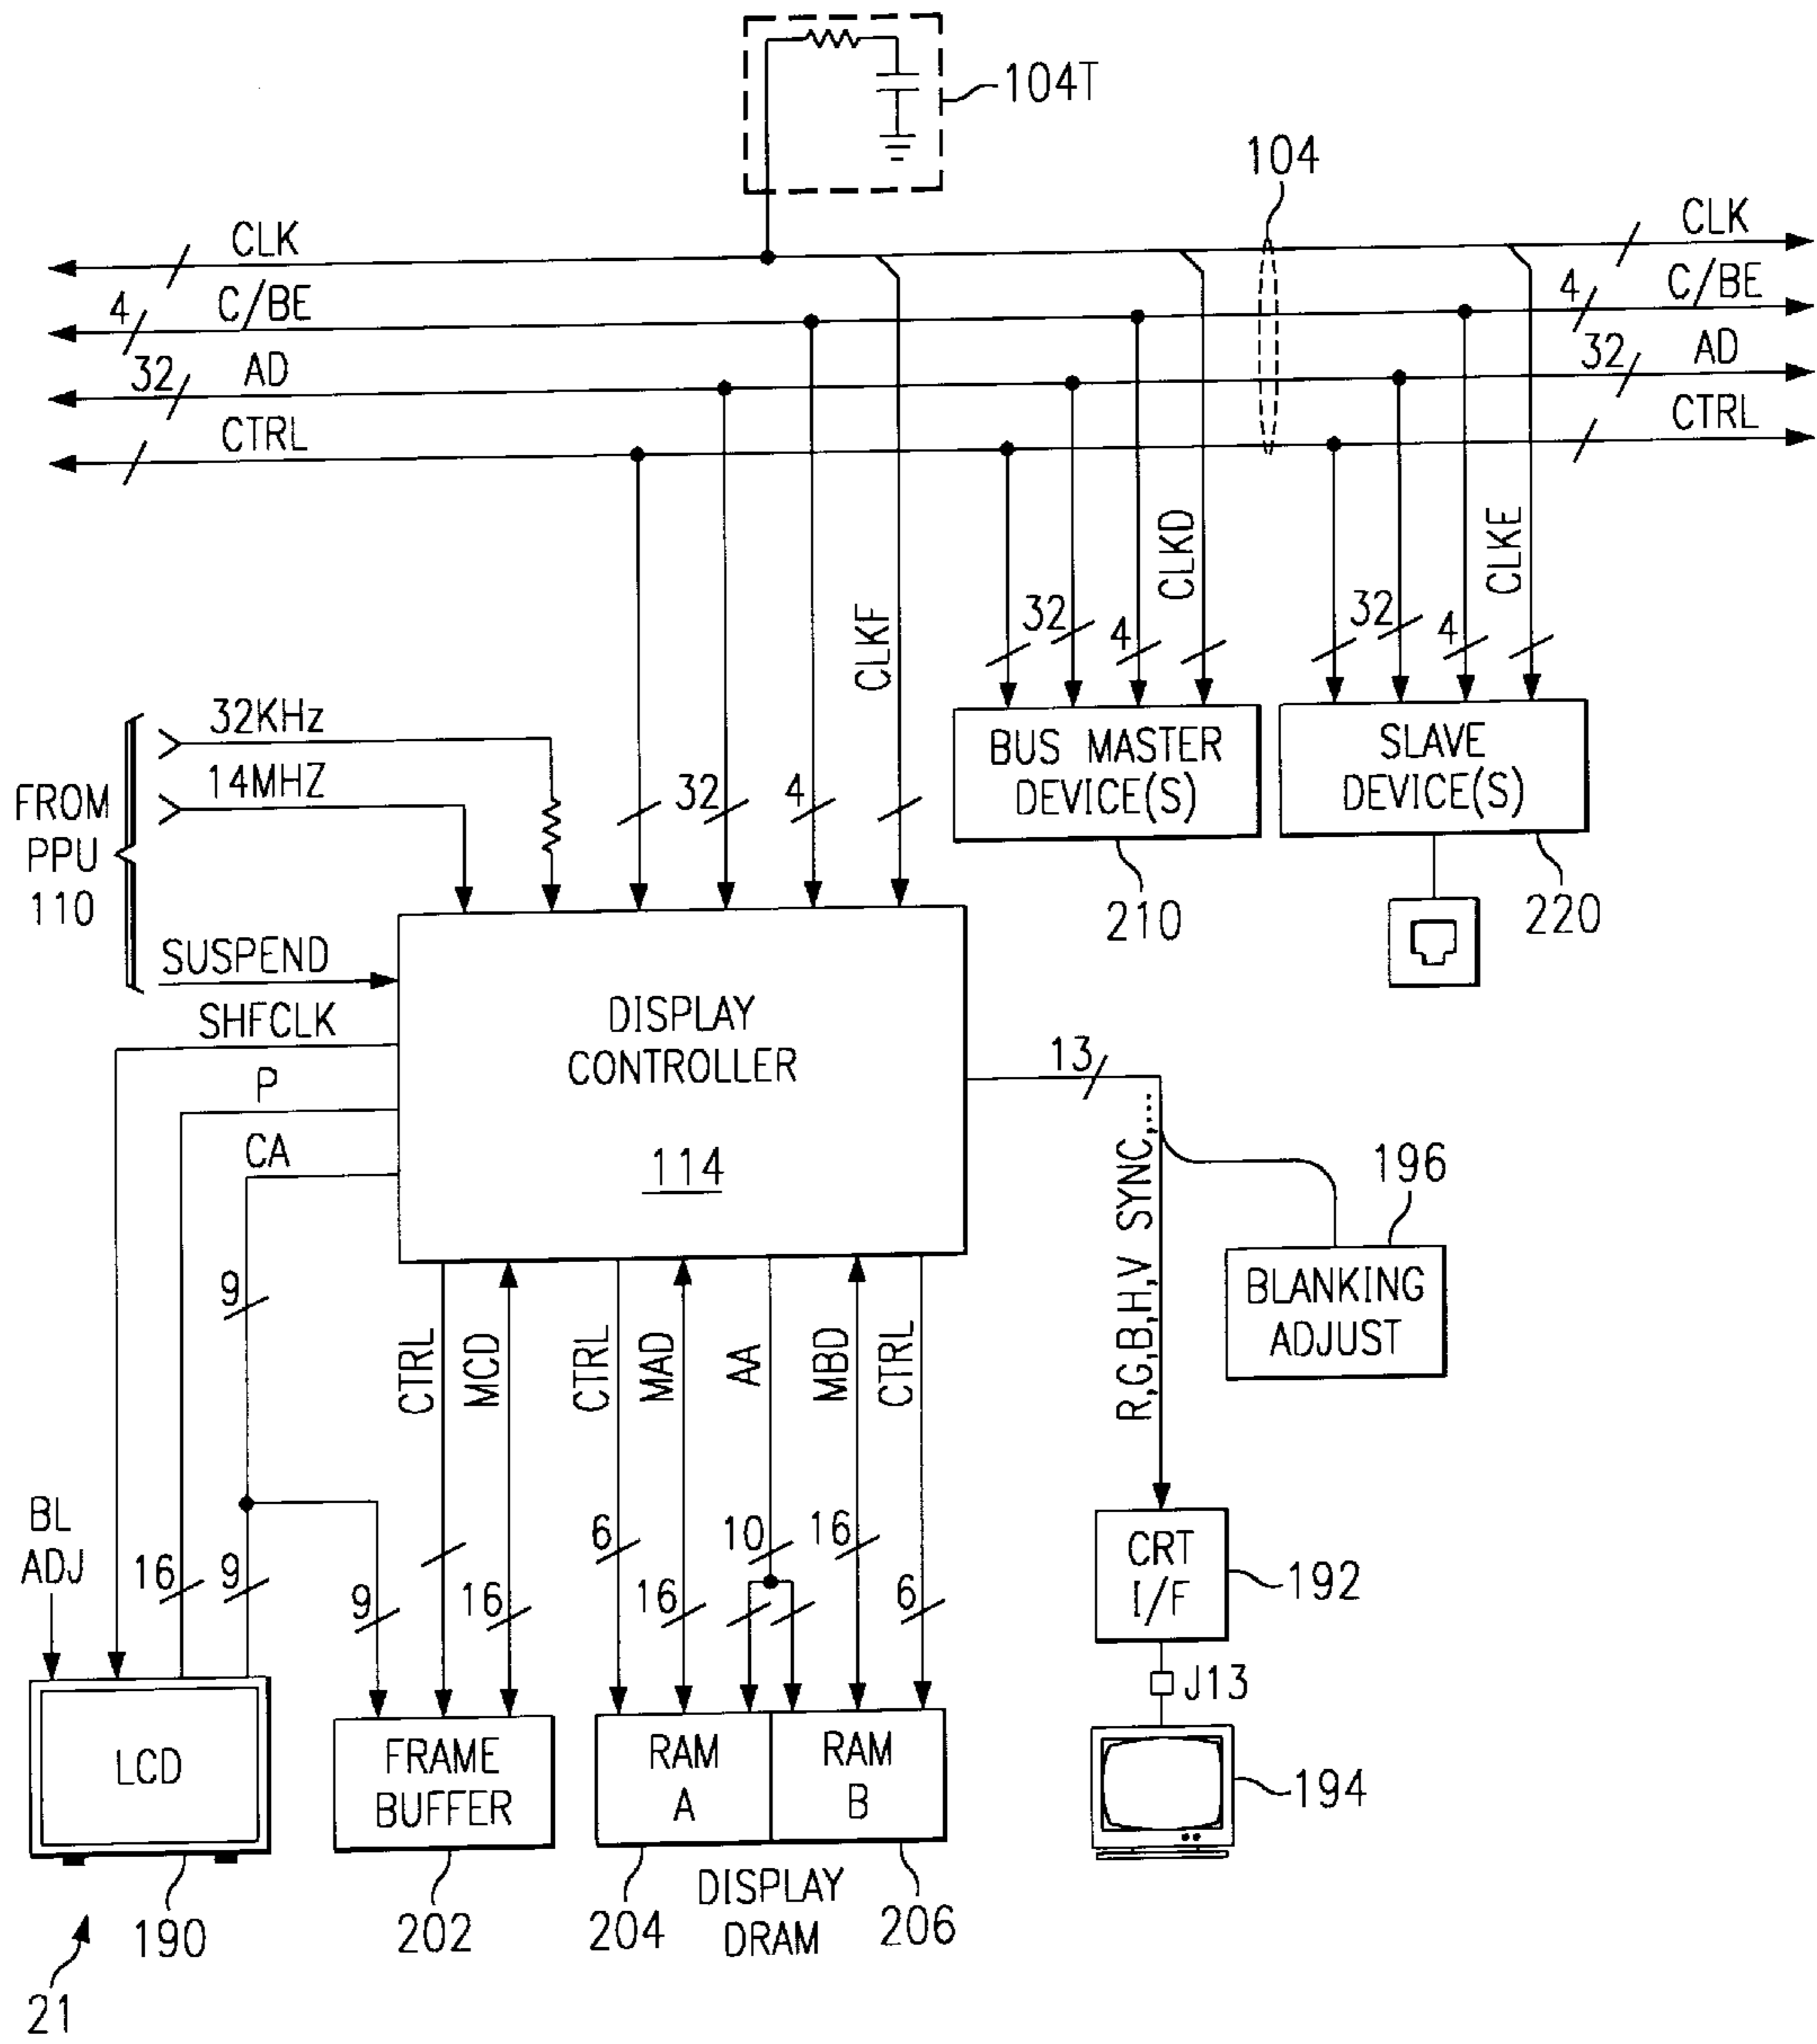 104T
104
CLK
CLK
4
C/BE
4
C/BE
32
AD
32
AD
CTRL
CTRL
CLKF
CLKD
CLKE
32
4
32
4
32KHz
14MHZ
FROM
PPU
110
32
4
BUS MASTER
DEVICE(S)
SLAVE
DEVICE(S)
210
220
SUSPEND
SHFCLK
P
CA
DISPLAY
CONTROLLER
114
13
R,G,B,H,V SYNC,...
196
BLANKING
ADJUST
9
CTRL
MCD
CTRL
MAD
AA
MBD
CTRL
BL
ADJ
16
9
9
16
6
16
10
16
6
CRT
I/F
192
J13
194
LCD
FRAME
BUFFER
RAM
A
RAM
B
190
202
204
DISPLAY
DRAM
206
21